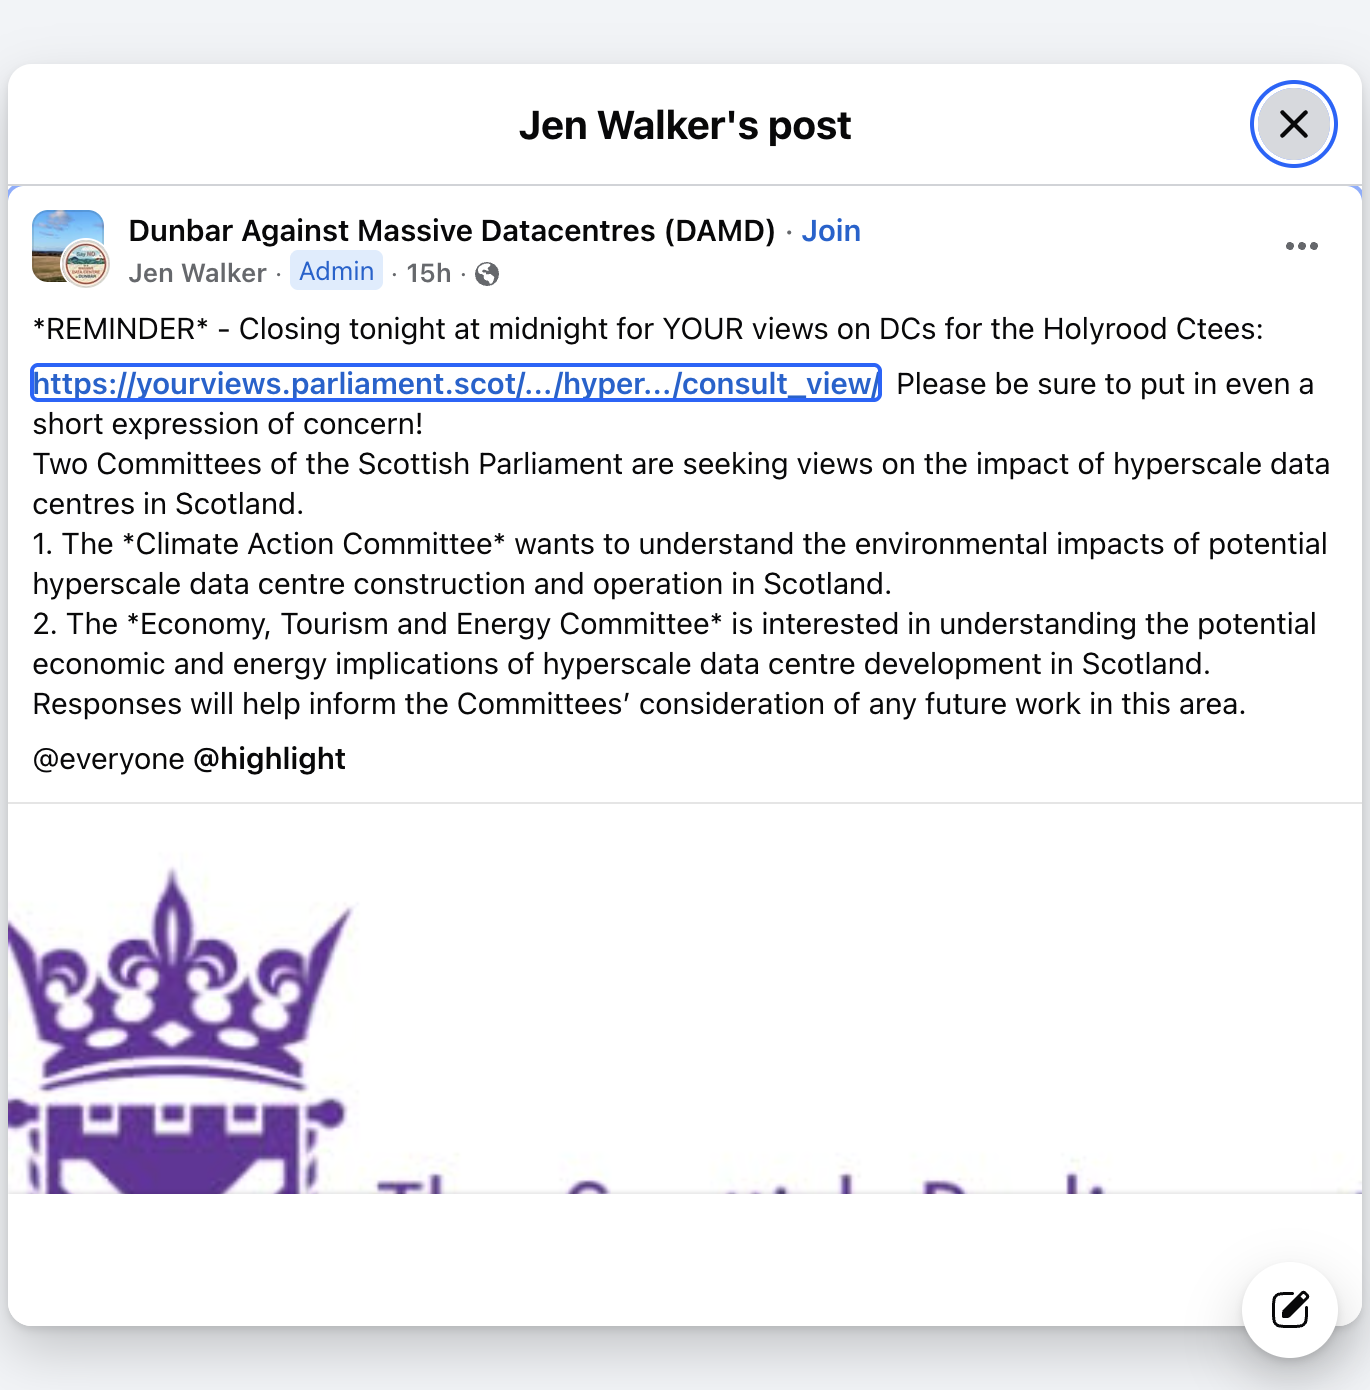 Jen Walker's post
Dunbar Against Massive Datacentres (DAMD) · Join
Jen Walker · Admin · 15h ·
*REMINDER* - Closing tonight at midnight for YOUR views on DCs for the Holyrood Ctees:
https://yourviews.parliament.scot/.../hyper.../consult_view/ Please be sure to put in even a
short expression of concern!
Two Committees of the Scottish Parliament are seeking views on the impact of hyperscale data
centres in Scotland.
1. The *Climate Action Committee* wants to understand the environmental impacts of potential
hyperscale data centre construction and operation in Scotland.
2. The *Economy, Tourism and Energy Committee* is interested in understanding the potential
economic and energy implications of hyperscale data centre development in Scotland.
Responses will help inform the Committees’ consideration of any future work in this area.
@everyone @highlight